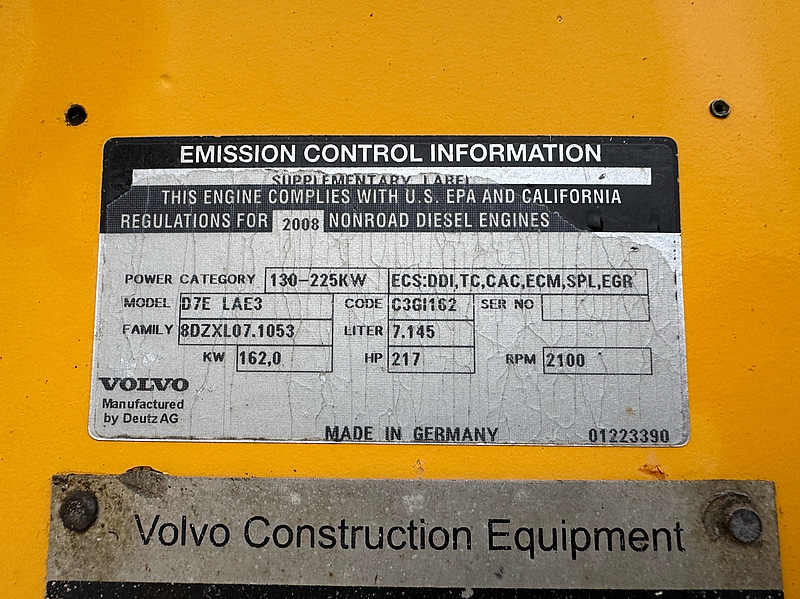 EMISSION CONTROL INFORMATION
SUPPLEMENTARY LABEL
THIS ENGINE COMPLIES WITH U.S. EPA AND CALIFORNIA
REGULATIONS FOR 2008 NONROAD DIESEL ENGINES
POWER CATEGORY 130-225KW ECS:DDI,TC,CAC,ECM,SPL,EGR
MODEL D7E LAE3 CODE C3GI162 SER NO
FAMILY 8DZXL07.1053 LITER 7.145
KW 162,0 HP 217 RPM 2100
VOLVO
Manufactured
by Deutz AG
MADE IN GERMANY 01223390
Volvo Construction Equipment